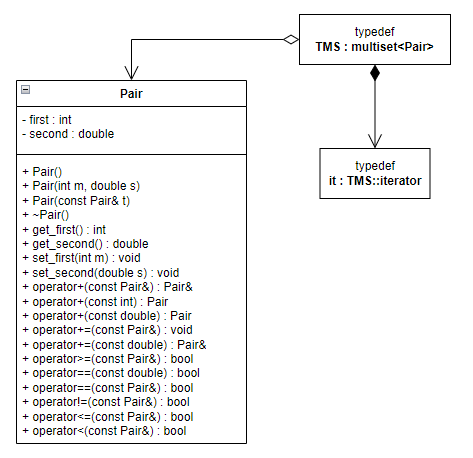 typedef
TMS : multiset<Pair>
Pair
- first : int
- second : double
typedef
it : TMS::iterator
+ Pair()
+ Pair(int m, double s)
+ Pair(const Pair& t)
+ ~Pair()
+ get_first() : int
+ get_second() : double
+ set_first(int m) : void
+ set_second(double s) : void
+ operator+(const Pair&) : Pair&
+ operator+(const int) : Pair
+ operator+(const double) : Pair
+ operator+=(const Pair&) : void
+ operator+=(const double) : Pair&
+ operator>=(const Pair&) : bool
+ operator==(const double) : bool
+ operator==(const Pair&) : bool
+ operator!=(const Pair&) : bool
+ operator<=(const Pair&) : bool
+ operator<(const Pair&) : bool